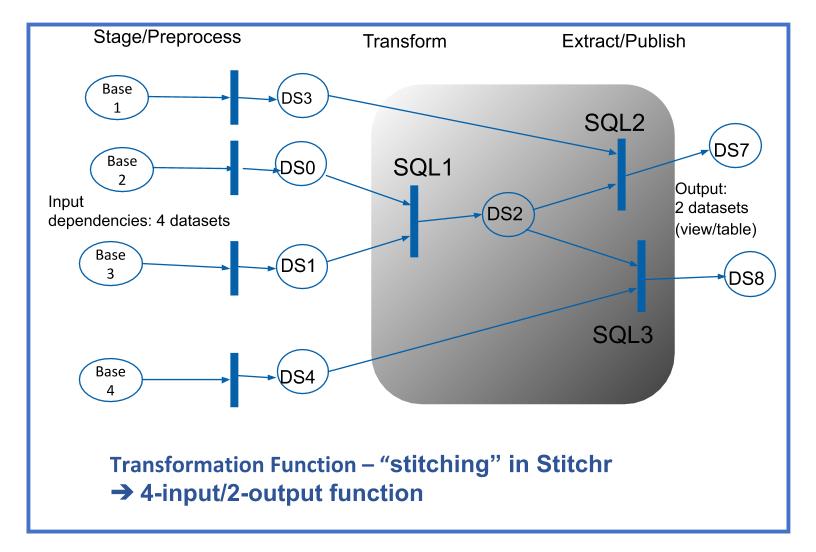 Stage/Preprocess
Transform
Extract/Publish
Base
1
DS3
SQL2
Base
2
DS0
SQL1
DS7
Input
dependencies: 4 datasets
DS2
Output:
2 datasets
(view/table)
Base
3
DS1
DS8
SQL3
Base
4
DS4
Transformation Function – “stitching” in Stitchr
➔ 4-input/2-output function